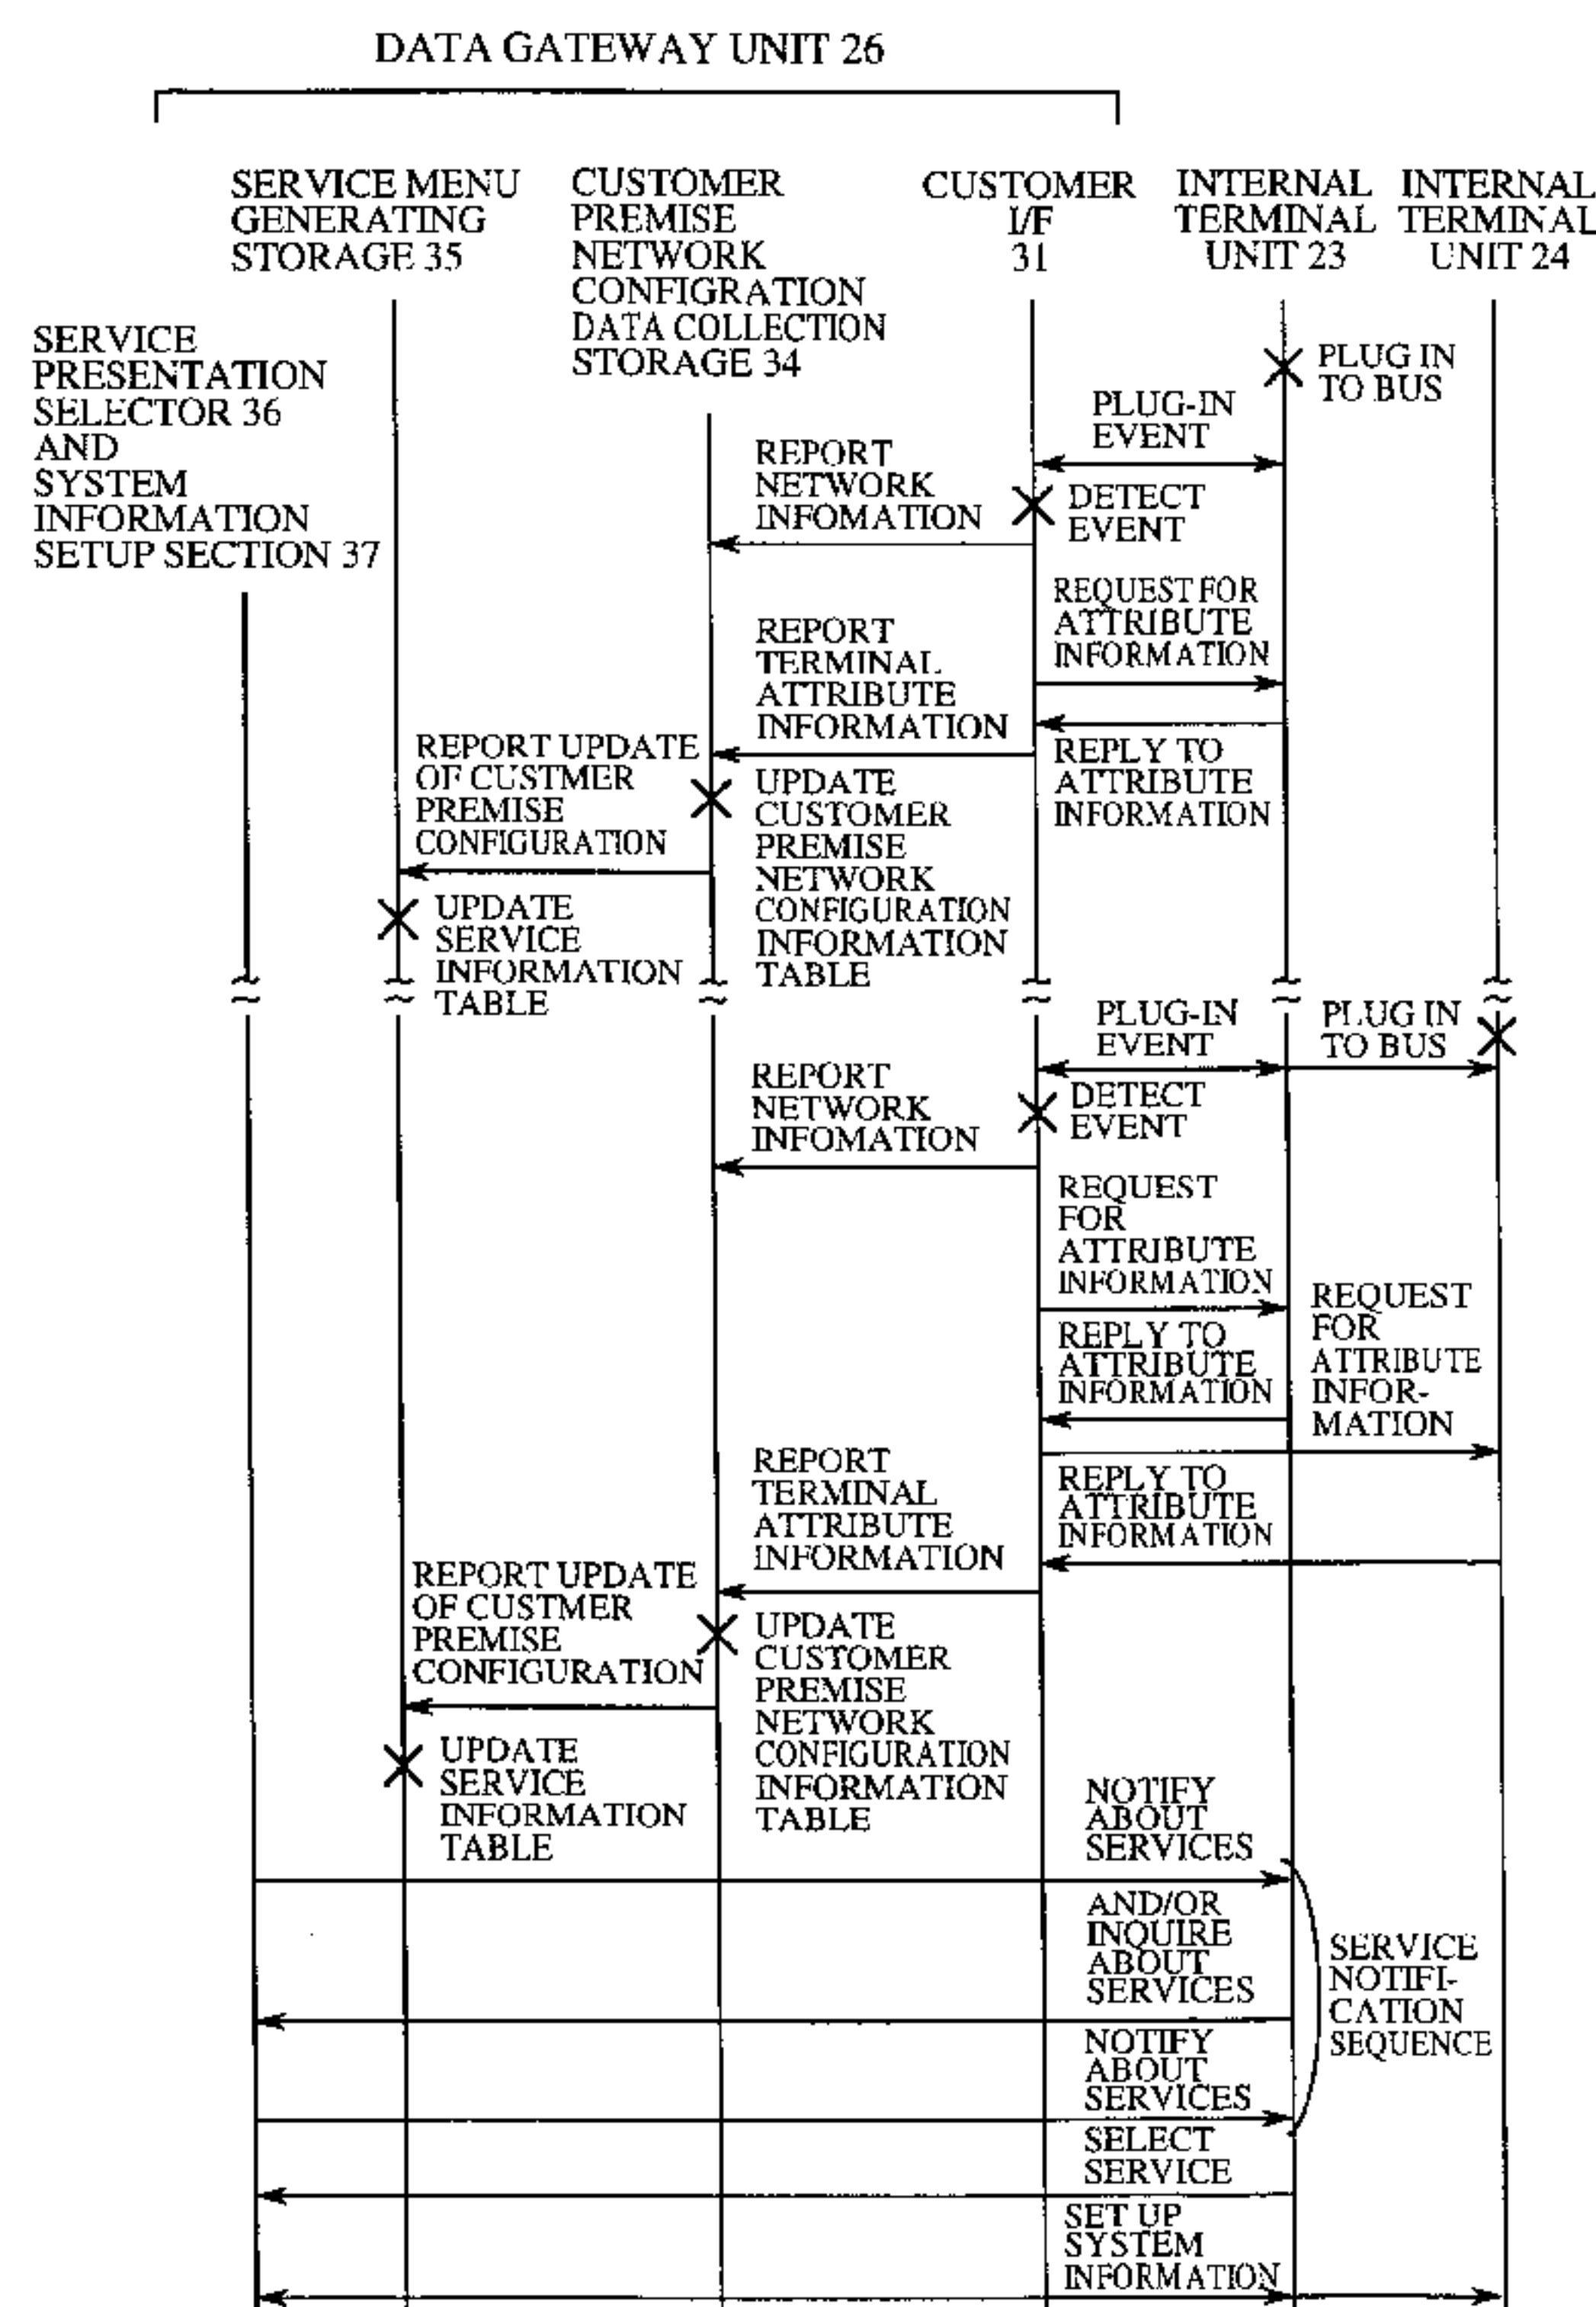 DATA GATEWAY UNIT 26
SERVICE MENU
GENERATING
STORAGE 35
CUSTOMER
PREMISE
NETWORK
CONFIGRATION
DATA COLLECTION
STORAGE 34
CUSTOMER
I/F
31
INTERNAL
TERMINAL
UNIT 23
INTERNAL
TERMINAL
UNIT 24
SERVICE
PRESENTATION
SELECTOR 36
AND
SYSTEM
INFORMATION
SETUP SECTION 37
PLUG IN
TO BUS
PLUG-IN
EVENT
REPORT
NETWORK
INFOMATION
DETECT
EVENT
REQUEST FOR
ATTRIBUTE
INFORMATION
REPORT
TERMINAL
ATTRIBUTE
INFORMATION
REPLY TO
ATTRIBUTE
INFORMATION
REPORT UPDATE
OF CUSTMER
PREMISE
CONFIGURATION
UPDATE
CUSTOMER
PREMISE
NETWORK
CONFIGURATION
INFORMATION
TABLE
UPDATE
SERVICE
INFORMATION
TABLE
PLUG-IN
EVENT
PLUG IN
TO BUS
REPORT
NETWORK
INFOMATION
DETECT
EVENT
REQUEST
FOR
ATTRIBUTE
INFORMATION
REPLY TO
ATTRIBUTE
INFORMATION
REQUEST
FOR
ATTRIBUTE
INFOR-
MATION
REPORT
TERMINAL
ATTRIBUTE
INFORMATION
REPLY TO
ATTRIBUTE
INFORMATION
REPORT UPDATE
OF CUSTMER
PREMISE
CONFIGURATION
UPDATE
CUSTOMER
PREMISE
NETWORK
CONFIGURATION
INFORMATION
TABLE
UPDATE
SERVICE
INFORMATION
TABLE
NOTIFY
ABOUT
SERVICES
AND/OR
INQUIRE
ABOUT
SERVICES
SERVICE
NOTIFI-
CATION
SEQUENCE
NOTIFY
ABOUT
SERVICES
SELECT
SERVICE
SET UP
SYSTEM
INFORMATION